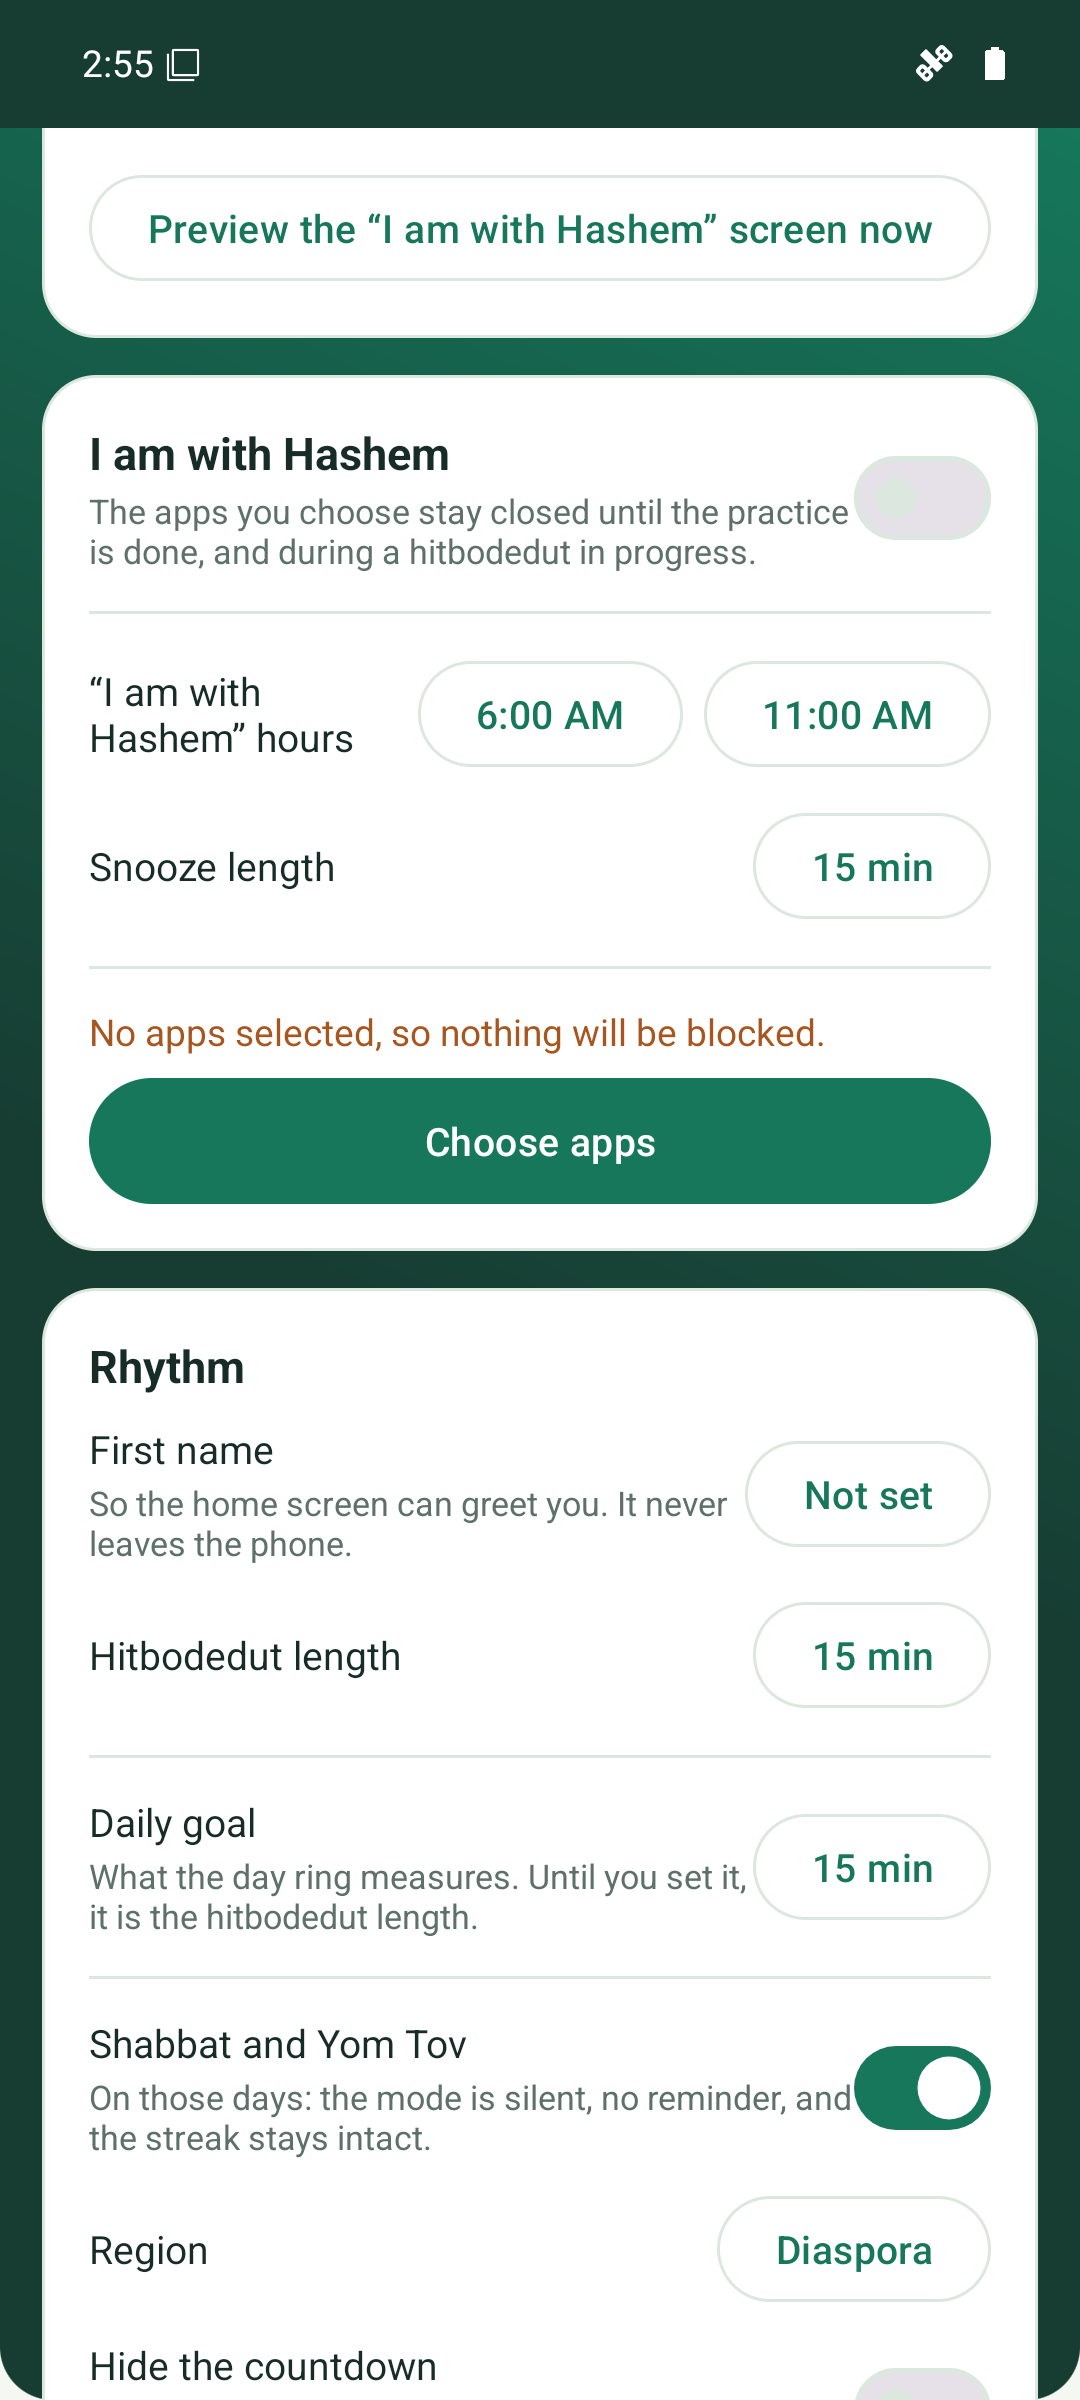 2:55
Preview the “I am with Hashem” screen now
I am with Hashem
The apps you choose stay closed until the practice
is done, and during a hitbodedut in progress.
“I am with
Hashem” hours
6:00 AM
11:00 AM
Snooze length
15 min
No apps selected, so nothing will be blocked.
Choose apps
Rhythm
First name
So the home screen can greet you. It never
leaves the phone.
Not set
Hitbodedut length
15 min
Daily goal
What the day ring measures. Until you set it,
it is the hitbodedut length.
15 min
Shabbat and Yom Tov
On those days: the mode is silent, no reminder, and
the streak stays intact.
Region
Diaspora
Hide the countdown